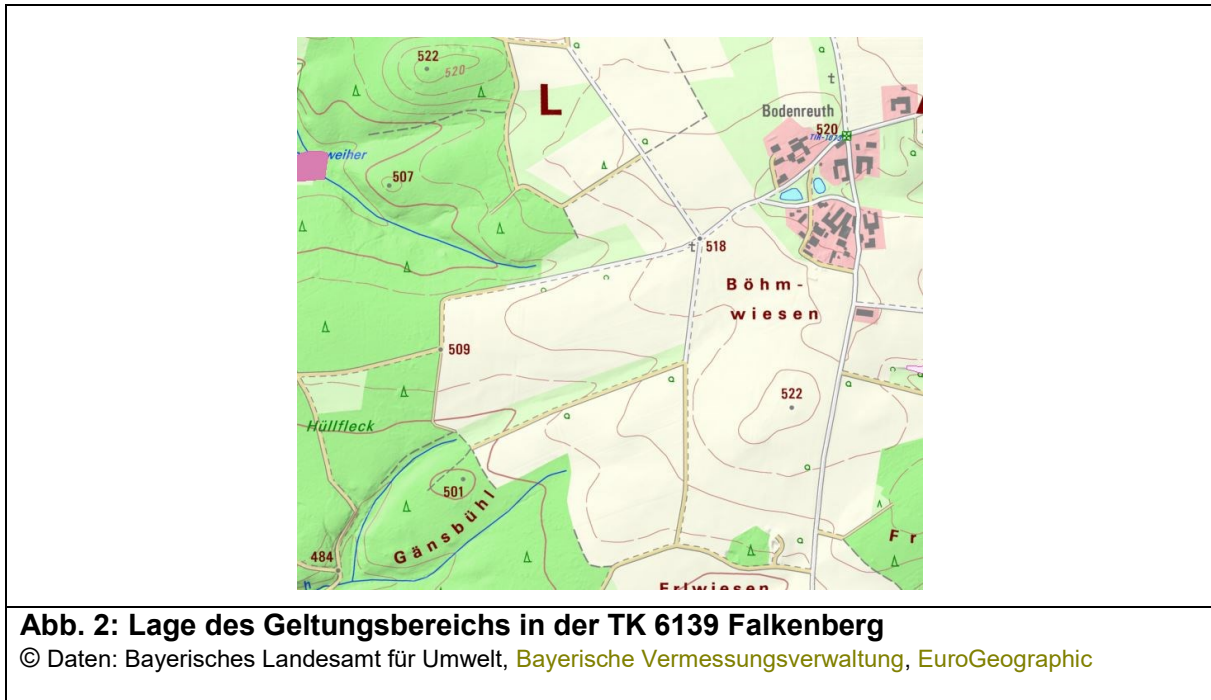 522
520
L
Bodenreuth
520
weiher
507
518
Böhm-
wiesen
509
522
Hüllfleck
501
Gänsbühl
Fr
484
n
Erlwiesen
Abb. 2: Lage des Geltungsbereichs in der TK 6139 Falkenberg
© Daten: Bayerisches Landesamt für Umwelt, Bayerische Vermessungsverwaltung, EuroGeographic